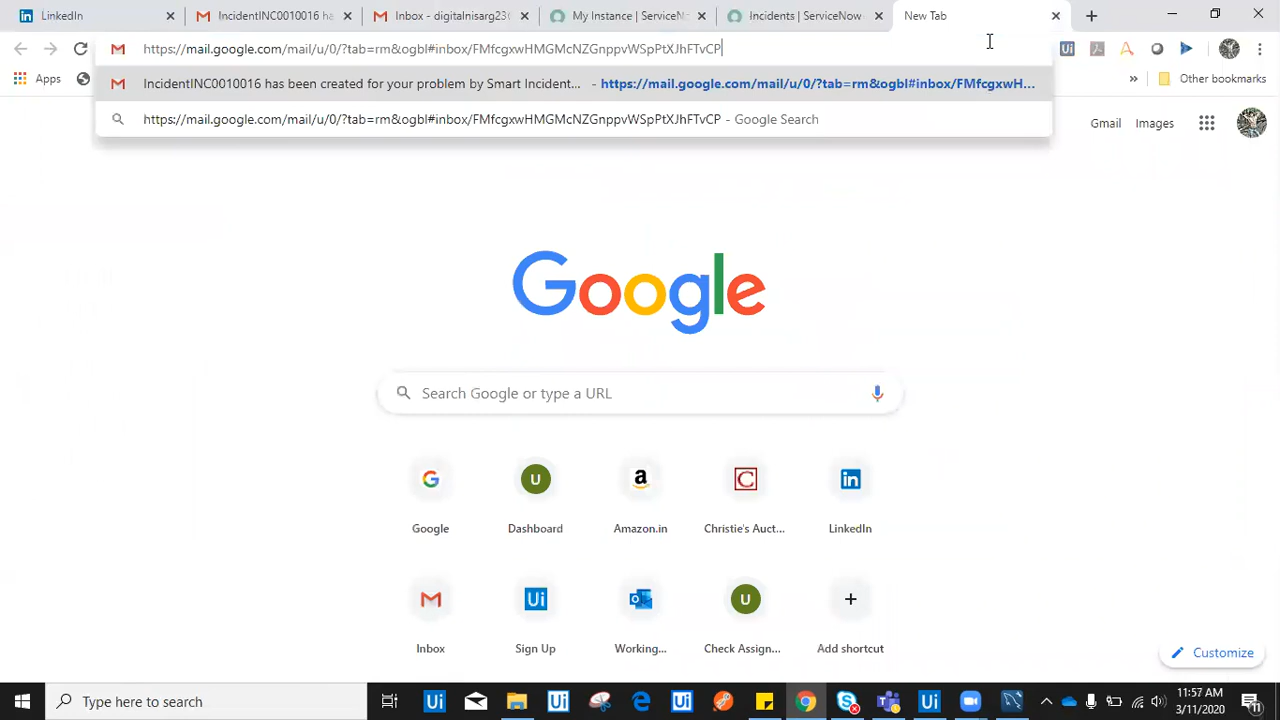 LinkedIn
IncidentINC0010016 ha
Inbox - digitalnisarg23
My Instance | ServiceN
Incidents | ServiceNow
New Tab
https://mail.google.com/mail/u/0/?tab=rm&ogbl#inbox/FMfcgxwHMGMcNZGnppvWSpPtXJhFTvCP
Apps
IncidentINC0010016 has been created for your problem by Smart Incident... - https://mail.google.com/mail/u/0/?tab=rm&ogbl#inbox/FMfcgxwH...
Other bookmarks
https://mail.google.com/mail/u/0/?tab=rm&ogbl#inbox/FMfcgxwHMGMcNZGnppvWSpPtXJhFTvCP - Google Search
Gmail
Images
Google
Search Google or type a URL
Google
Dashboard
Amazon.in
Christie's Auct...
LinkedIn
Inbox
Sign Up
Working...
Check Assign...
Add shortcut
Customize
Type here to search
11:57 AM
3/11/2020